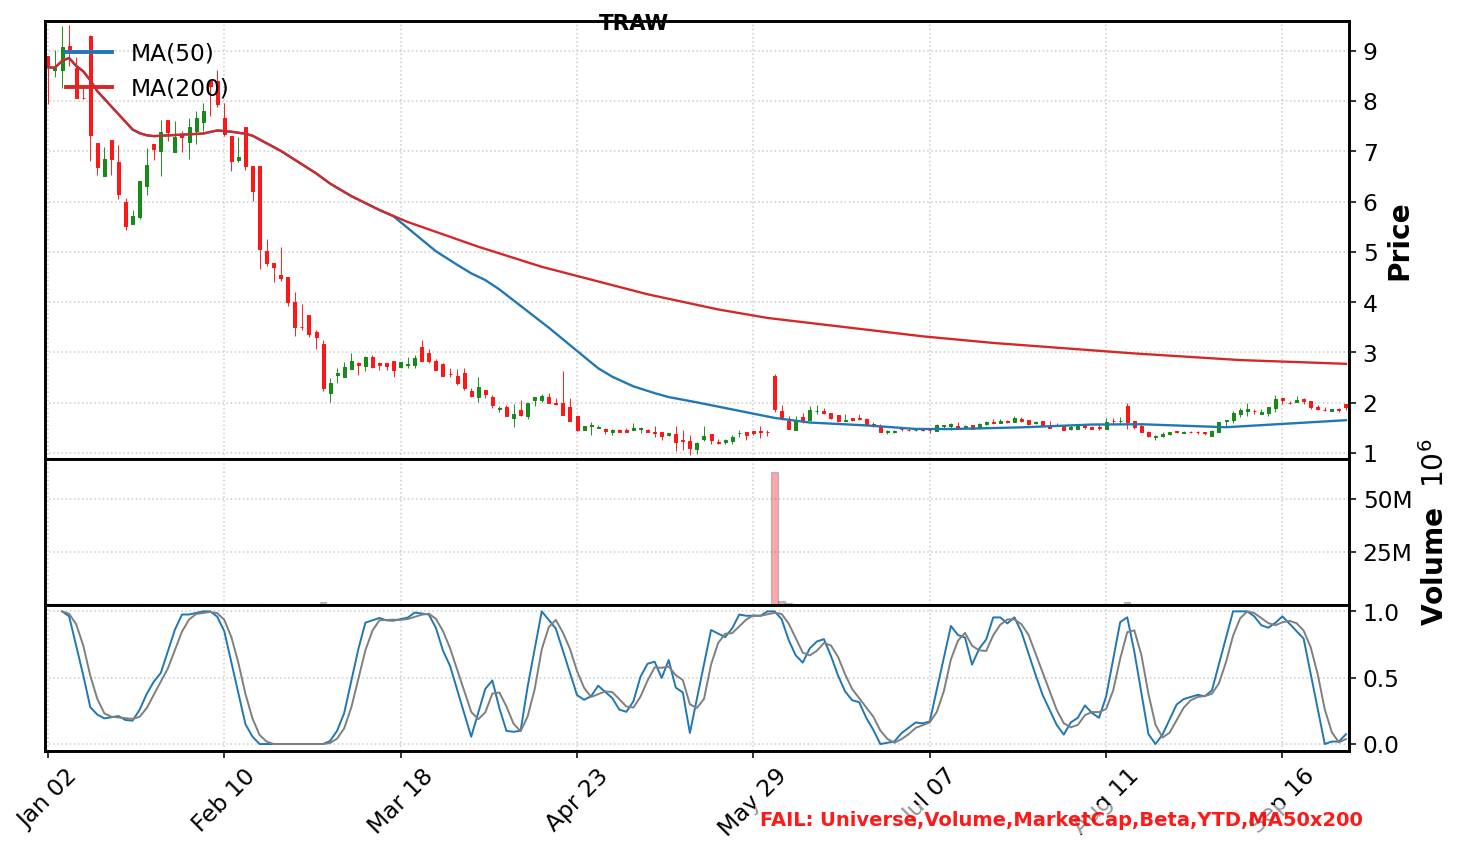 TRAW
MA(50)
MA(200)
9
8
7
6
5
4
3
2
1
Price
10^6
50M
25M
Volume
1.0
0.5
0.0
Jan 02
Feb 10
Mar 18
Apr 23
May 29
Jul 07
Aug 11
Sep 16
FAIL: Universe,Volume,MarketCap,Beta,YTD,MA50x200